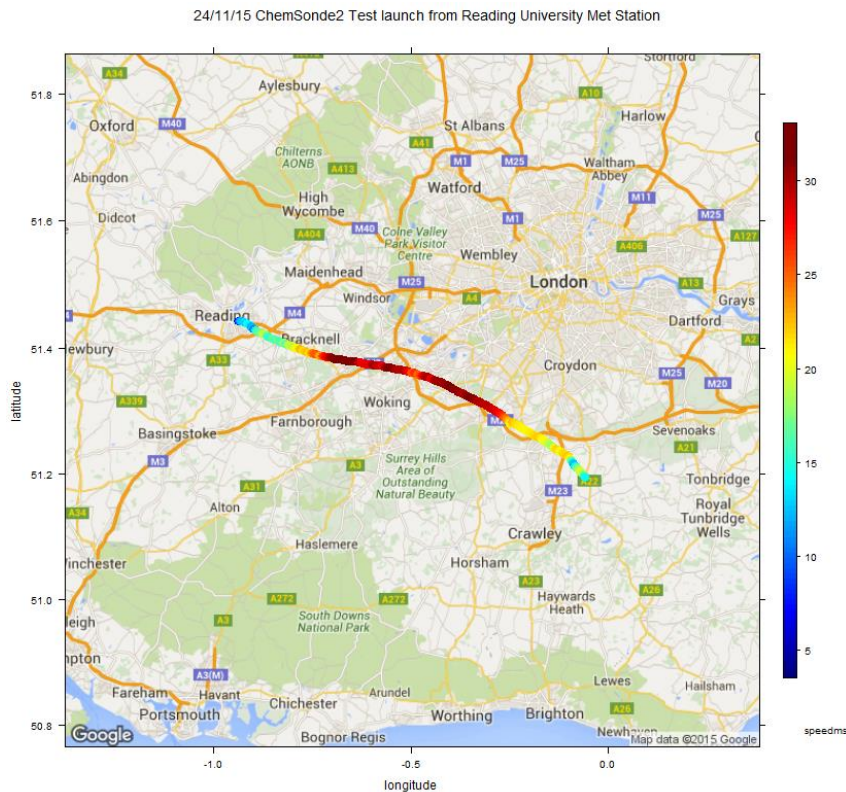 24/11/15 ChemSonde2 Test launch from Reading University Met Station
51.8
51.6
51.4
51.2
51.0
50.8
latitude
-1.0
-0.5
0.0
longitude
30
25
20
15
10
5
speedms
A34
Aylesbury
Stortford
A10
Oxford
M40
St Albans
Harlow
A41
Chilterns
AONB
M1
M25
Waltham
Abbey
Abingdon
A413
Watford
M11
Didcot
High
Wycombe
M40
M1
M25
A404
Colne Valley
Park Visitor
Centre
Wembley
A406
A127
Maidenhead
M25
London
A13
Windsor
A4
Grays
Reading
M4
Dartford
Bracknell
ewbury
A33
Croydon
M25
M20
A339
Woking
Basingstoke
Farnborough
Sevenoaks
A21
M3
A3
Surrey Hills
Area of
Outstanding
Natural Beauty
A31
M23
A22
Tonbridge
A34
Alton
Royal
Tunbridge
Wells
Crawley
Haslemere
Horsham
inchester
A23
A26
A272
A272
Haywards
Heath
A3
South Downs
National Park
leigh
mpton
A3(M)
Lewes
Hailsham
Fareham
Havant
Arundel
Chichester
A26
Portsmouth
Worthing
Brighton
Newhaven
Bognor Regis
Google
Map data ©2015 Google